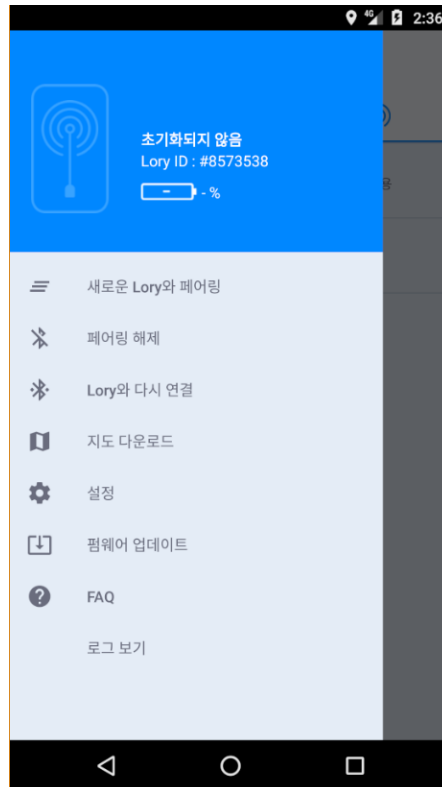 4G 2:36
초기화되지 않음
Lory ID : #8573538
- %
새로운 Lory와 페어링
페어링 해제
Lory와 다시 연결
지도 다운로드
설정
펌웨어 업데이트
FAQ
로그 보기
용